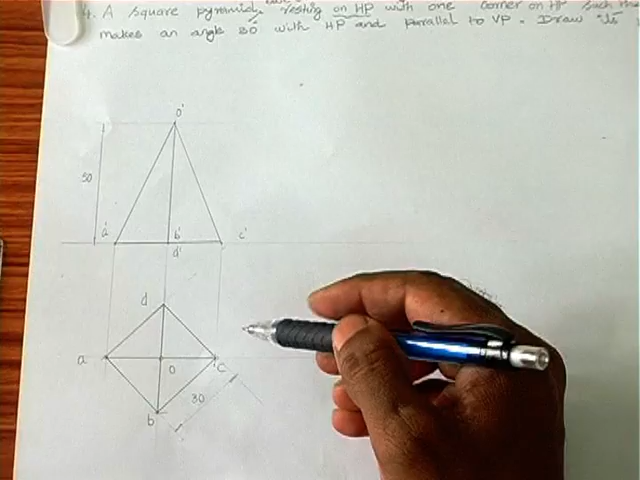 4. A square pyramid, resting on HP with one corner on HP such
makes an angle 30° with HP and parallel to VP. Draw its
o'
50
a' b' c'
d'
d
a o c
30
b